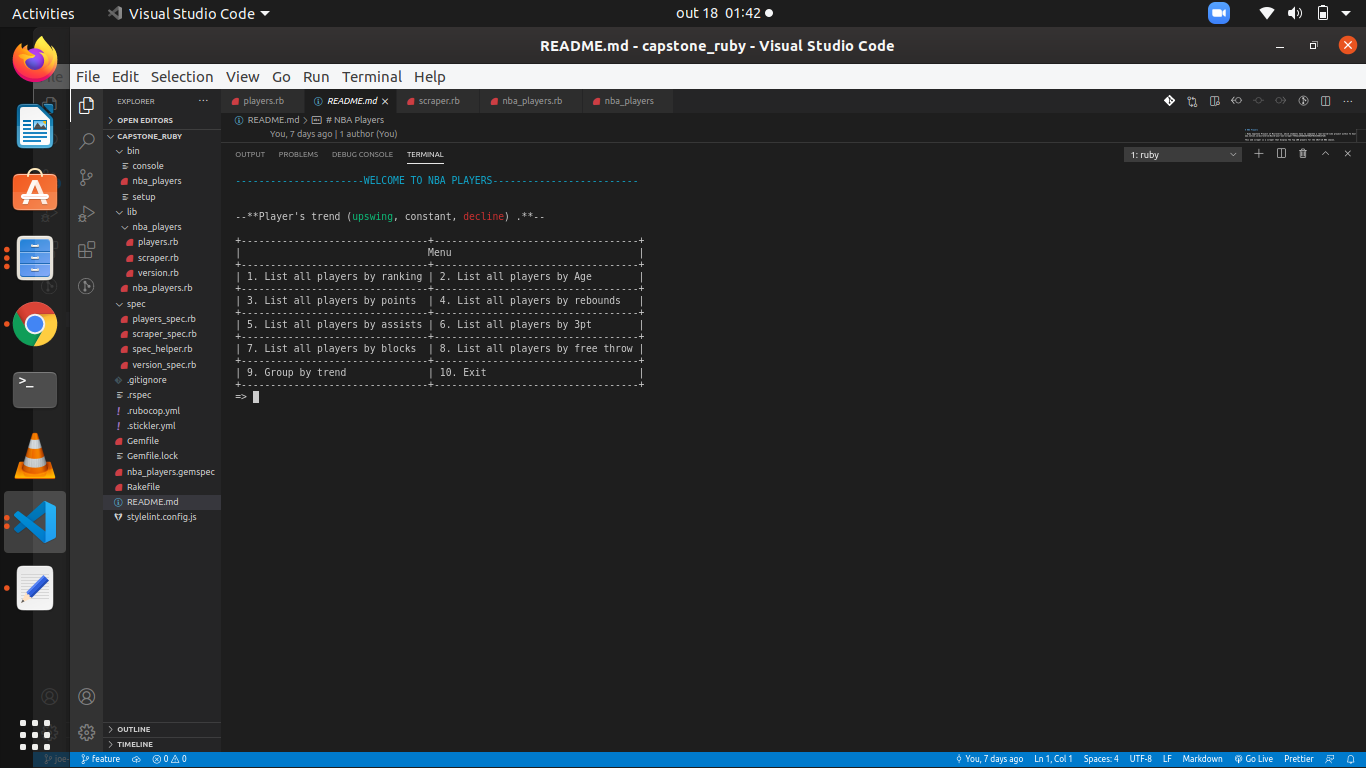 Activities Visual Studio Code out 18 01:42
README.md - capstone_ruby - Visual Studio Code
File Edit Selection View Go Run Terminal Help
EXPLORER ... players.rb README.md scraper.rb nba_players.rb nba_players
OPEN EDITORS
README.md > # NBA Players
CAPSTONE_RUBY
You, 7 days ago | 1 author (You)
bin
console
nba_players
setup
lib
nba_players
players.rb
scraper.rb
version.rb
nba_players.rb
spec
players_spec.rb
scraper_spec.rb
spec_helper.rb
version_spec.rb
.gitignore
.rspec
.rubocop.yml
.stickler.yml
Gemfile
Gemfile.lock
nba_players.gemspec
Rakefile
README.md
stylelint.config.js
OUTLINE
TIMELINE
OUTPUT PROBLEMS DEBUG CONSOLE TERMINAL 1: ruby
----------------------WELCOME TO NBA PLAYERS-------------------------
--**Player's trend (upswing, constant, decline) .**--
+--------------------------------+-----------------------------------+
| Menu |
+--------------------------------+-----------------------------------+
| 1. List all players by ranking | 2. List all players by Age |
+--------------------------------+-----------------------------------+
| 3. List all players by points | 4. List all players by rebounds |
+--------------------------------+-----------------------------------+
| 5. List all players by assists | 6. List all players by 3pt |
+--------------------------------+-----------------------------------+
| 7. List all players by blocks | 8. List all players by free throw |
+--------------------------------+-----------------------------------+
| 9. Group by trend | 10. Exit |
+--------------------------------+-----------------------------------+
=>
feature 0 0 You, 7 days ago Ln 1, Col 1 Spaces: 4 UTF-8 LF Markdown Go Live Prettier